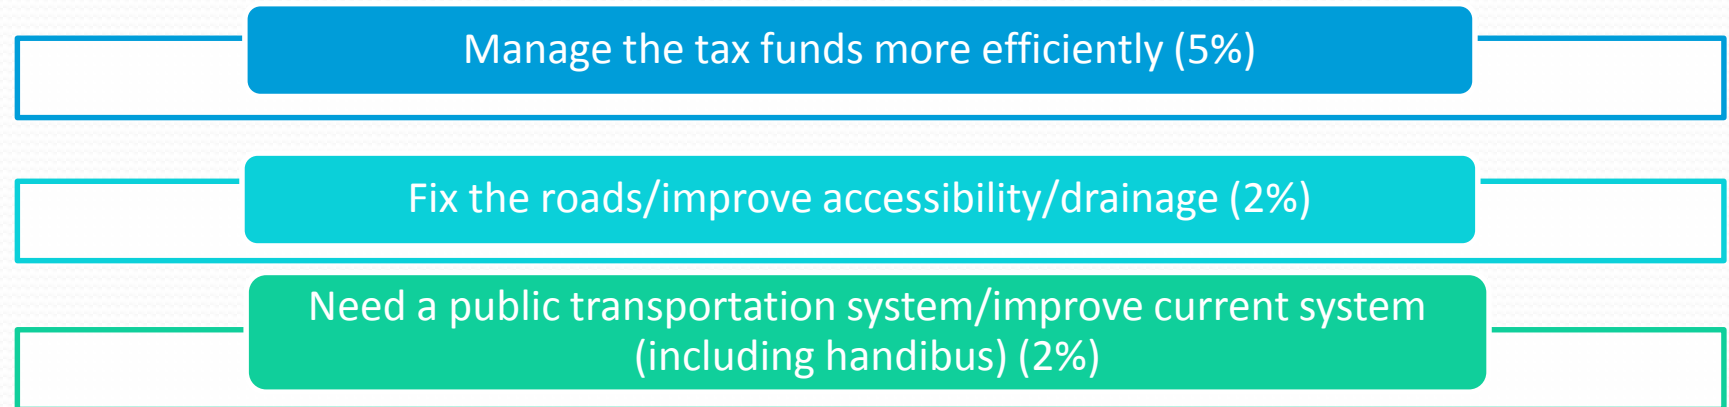 Manage the tax funds more efficiently (5%)
Fix the roads/improve accessibility/drainage (2%)
Need a public transportation system/improve current system
(including handibus) (2%)